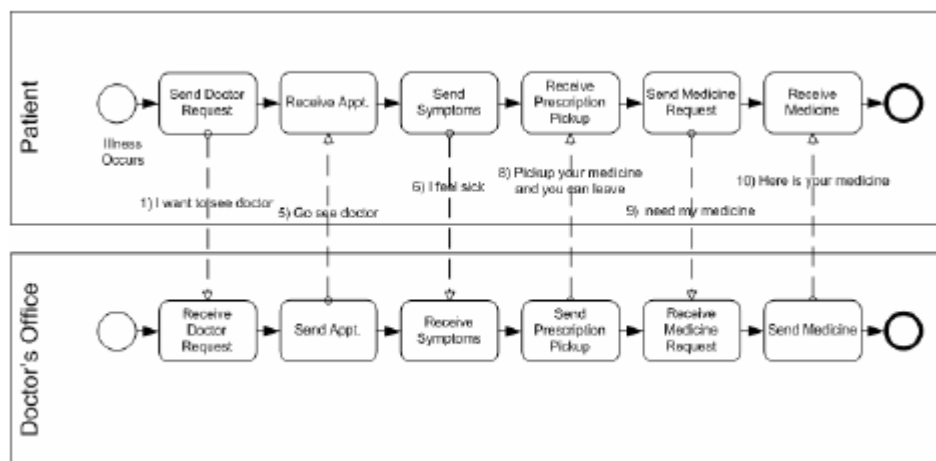 Patient
Send Doctor
Request
Receive Appt.
Send
Symptoms
Receive
Prescription
Pickup
Send Medicine
Request
Receive
Medicine
Illness
Occurs
1) I want to see doctor
5) Go see doctor
6) I feel sick
8) Pickup your medicine
and you can leave
9) need my medicine
10) Here is your medicine
Doctor's Office
Receive
Doctor
Request
Send Appt.
Receive
Symptoms
Send
Prescription
Pickup
Receive
Medicine
Request
Send Medicine